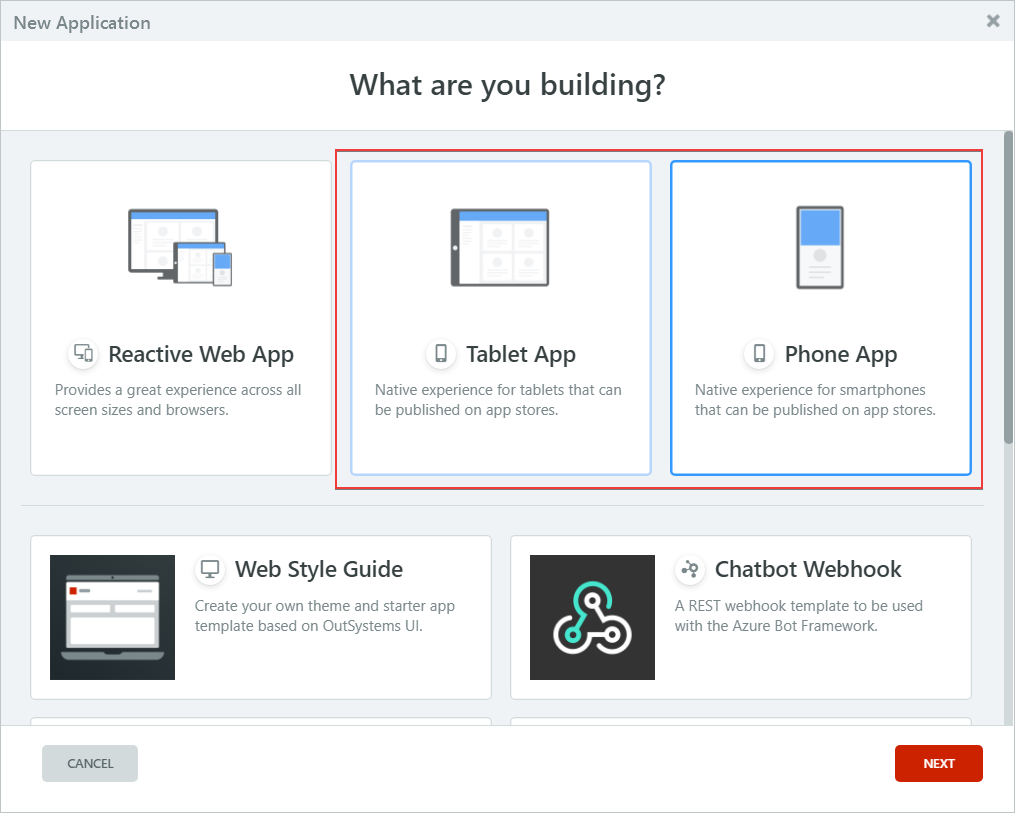 New Application
What are you building?
Reactive Web App
Provides a great experience across all
screen sizes and browsers.
Tablet App
Native experience for tablets that can
be published on app stores.
Phone App
Native experience for smartphones
that can be published on app stores.
Web Style Guide
Create your own theme and starter app
template based on OutSystems UI.
Chatbot Webhook
A REST webhook template to be used
with the Azure Bot Framework.
CANCEL
NEXT